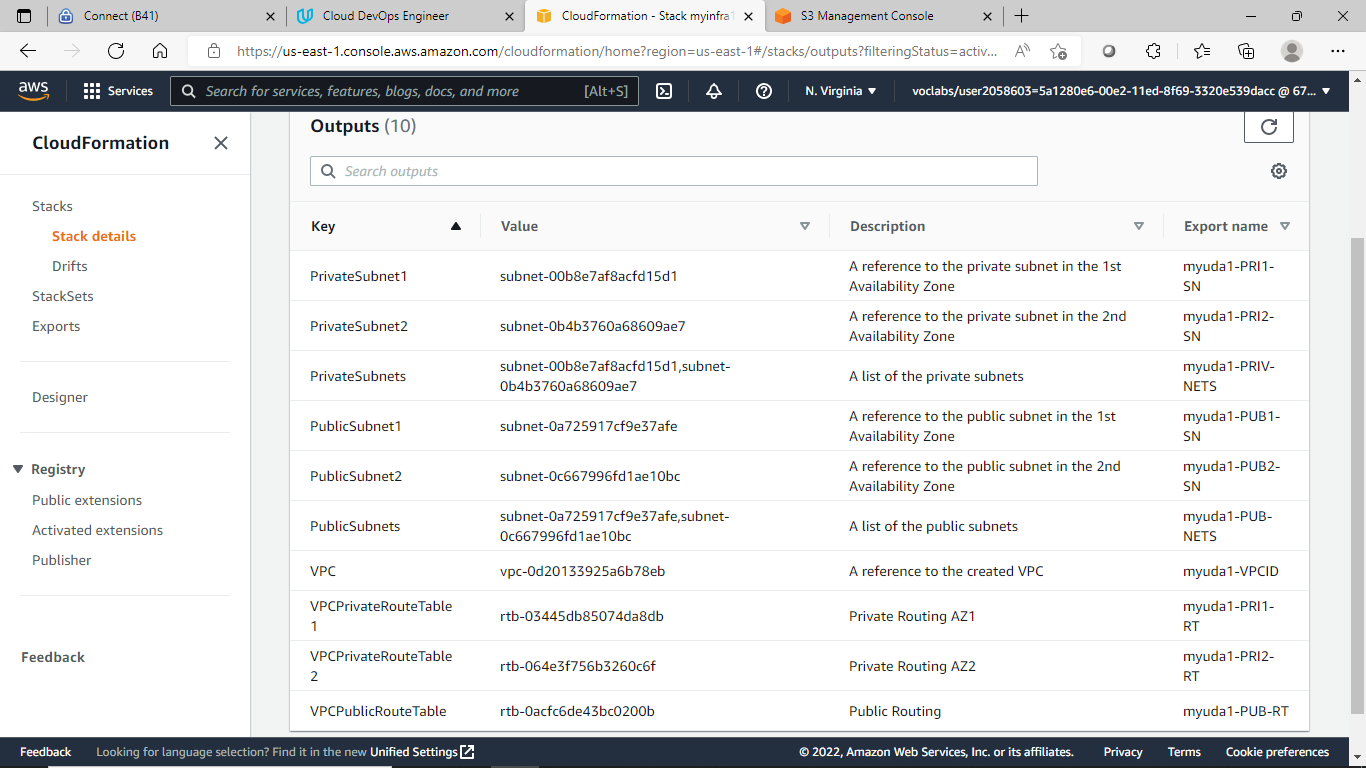 Connect (B41)
Cloud DevOps Engineer
CloudFormation - Stack myinfra1
S3 Management Console
https://us-east-1.console.aws.amazon.com/cloudformation/home?region=us-east-1#/stacks/outputs?filteringStatus=activ...
aws
Services
Search for services, features, blogs, docs, and more
[Alt+S]
N. Virginia
voclabs/user2058603=5a1280e6-00e2-11ed-8f69-3320e539dacc @ 67...
CloudFormation
Stacks
Stack details
Drifts
StackSets
Exports
Designer
Registry
Public extensions
Activated extensions
Publisher
Feedback
Outputs (10)
Search outputs
Key Value Description Export name
PrivateSubnet1 subnet-00b8e7af8acfd15d1 A reference to the private subnet in the 1st myuda1-PRI1-
Availability Zone SN
PrivateSubnet2 subnet-0b4b3760a68609ae7 A reference to the private subnet in the 2nd myuda1-PRI2-
Availability Zone SN
PrivateSubnets subnet-00b8e7af8acfd15d1,subnet- A list of the private subnets myuda1-PRIV-
0b4b3760a68609ae7 NETS
PublicSubnet1 subnet-0a725917cf9e37afe A reference to the public subnet in the 1st myuda1-PUB1-
Availability Zone SN
PublicSubnet2 subnet-0c667996fd1ae10bc A reference to the public subnet in the 2nd myuda1-PUB2-
Availability Zone SN
PublicSubnets subnet-0a725917cf9e37afe,subnet- A list of the public subnets myuda1-PUB-
0c667996fd1ae10bc NETS
VPC vpc-0d20133925a6b78eb A reference to the created VPC myuda1-VPCID
VPCPrivateRouteTable rtb-03445db85074da8db Private Routing AZ1 myuda1-PRI1-
1 RT
VPCPrivateRouteTable rtb-064e3f756b3260c6f Private Routing AZ2 myuda1-PRI2-
2 RT
VPCPublicRouteTable rtb-0acfc6de43bc0200b Public Routing myuda1-PUB-RT
Feedback Looking for language selection? Find it in the new Unified Settings
© 2022, Amazon Web Services, Inc. or its affiliates. Privacy Terms Cookie preferences